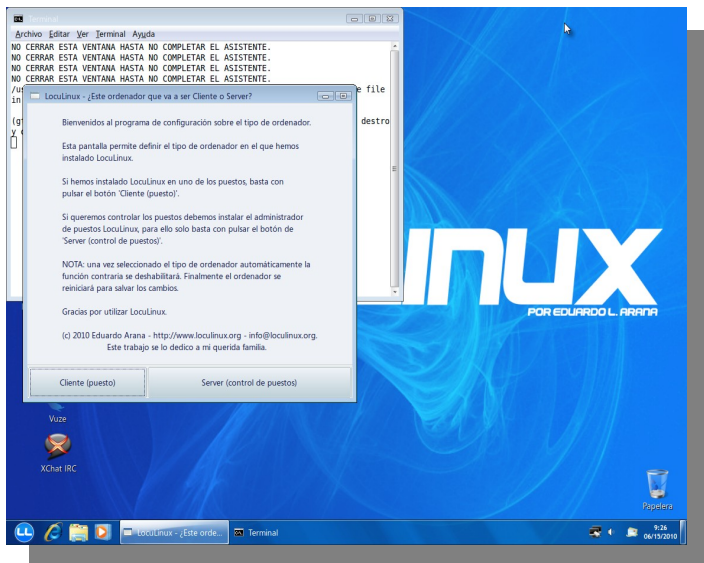 Terminal
Archivo Editar Ver Terminal Ayuda
NO CERRAR ESTA VENTANA HASTA NO COMPLETAR EL ASISTENTE.
NO CERRAR ESTA VENTANA HASTA NO COMPLETAR EL ASISTENTE.
NO CERRAR ESTA VENTANA HASTA NO COMPLETAR EL ASISTENTE.
NO CERRAR ESTA VENTANA HASTA NO COMPLETAR EL ASISTENTE.
file
in
destro
y
LocuLinux - ¿Este ordenador que va a ser Cliente o Server?
Bienvenidos al programa de configuración sobre el tipo de ordenador.
Esta pantalla permite definir el tipo de ordenador en el que hemos
instalado LocuLinux.
Si hemos instalado LocuLinux en uno de los puestos, basta con
pulsar el botón 'Cliente (puesto)'.
Si queremos controlar los puestos debemos instalar el administrador
de puestos LocuLinux, para ello solo basta con pulsar el botón de
'Server (control de puestos)'.
NOTA: una vez seleccionado el tipo de ordenador automáticamente la
función contraria se deshabilitará. Finalmente el ordenador se
reiniciará para salvar los cambios.
Gracias por utilizar LocuLinux.
(c) 2010 Eduardo Arana - http://www.loculinux.org - info@loculinux.org.
Este trabajo se lo dedico a mi querida familia.
Cliente (puesto)
Server (control de puestos)
INUX
POR EDUARDO L. ARANA
Vuze
XChat IRC
Papelera
LL
LocuLinux - ¿Este orde...
Terminal
9:26
06/15/2010